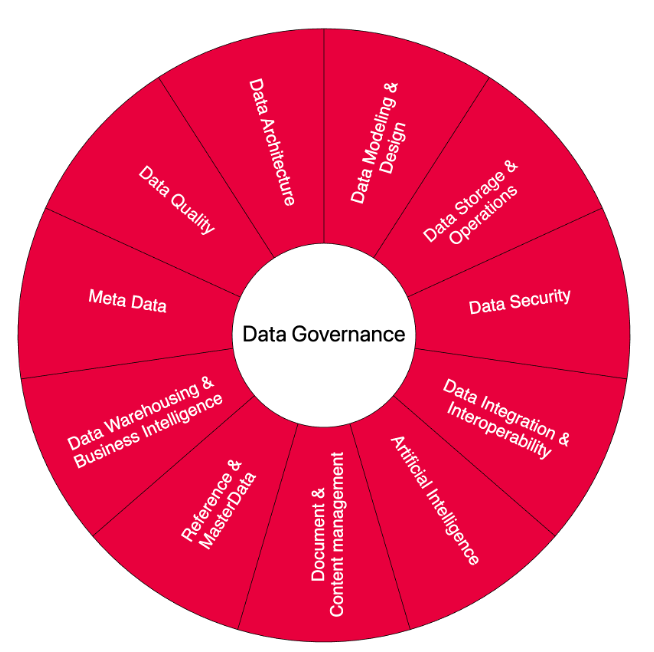 Data Architecture
Data Modeling &
Design
Data Storage &
Operations
Data Security
Data Integration &
Interoperability
Artificial Intelligence
Document &
Content management
Reference &
MasterData
Data Warehousing &
Business Intelligence
Meta Data
Data Quality
Data Governance